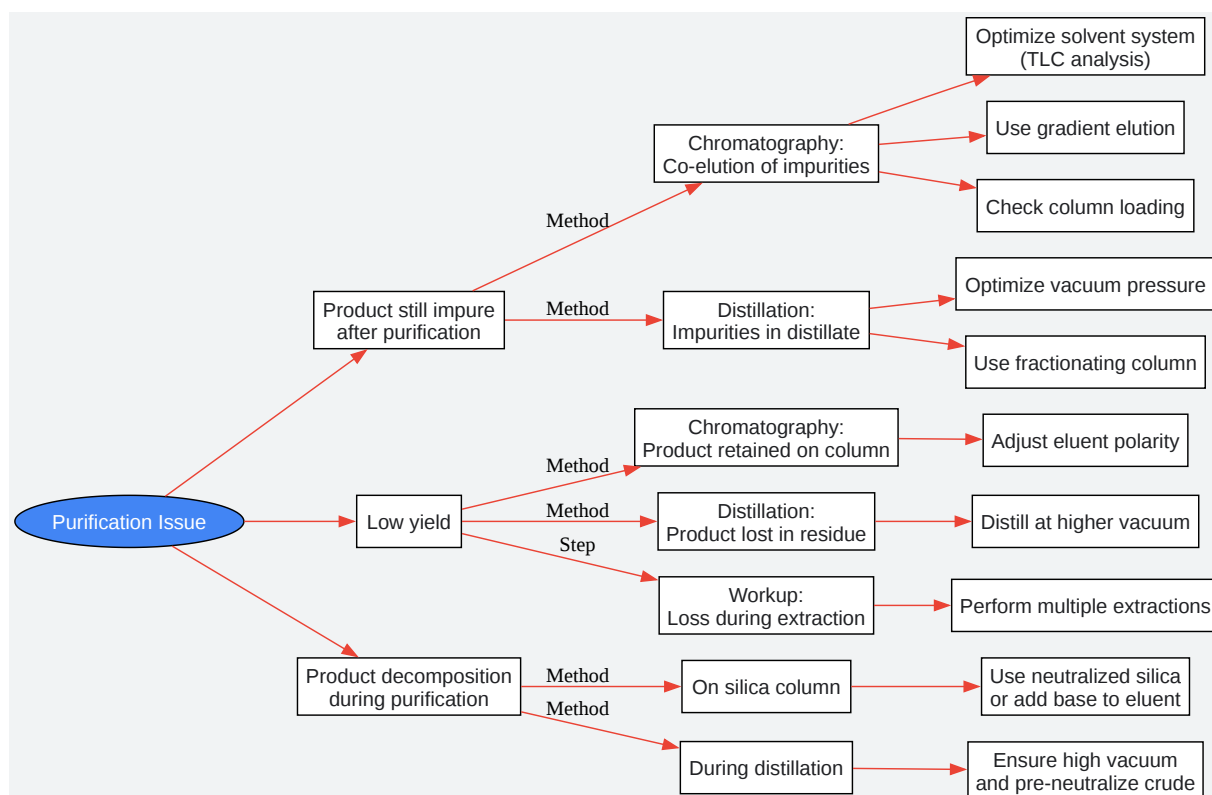 Optimize solvent system
(TLC analysis)
Use gradient elution
Check column loading
Chromatography:
Co-elution of impurities
Method
Product still impure
after purification
Method
Distillation:
Impurities in distillate
Optimize vacuum pressure
Use fractionating column
Purification Issue
Low yield
Method
Chromatography:
Product retained on column
Adjust eluent polarity
Method
Distillation:
Product lost in residue
Distill at higher vacuum
Step
Workup:
Loss during extraction
Perform multiple extractions
Product decomposition
during purification
Method
On silica column
Use neutralized silica
or add base to eluent
Method
During distillation
Ensure high vacuum
and pre-neutralize crude